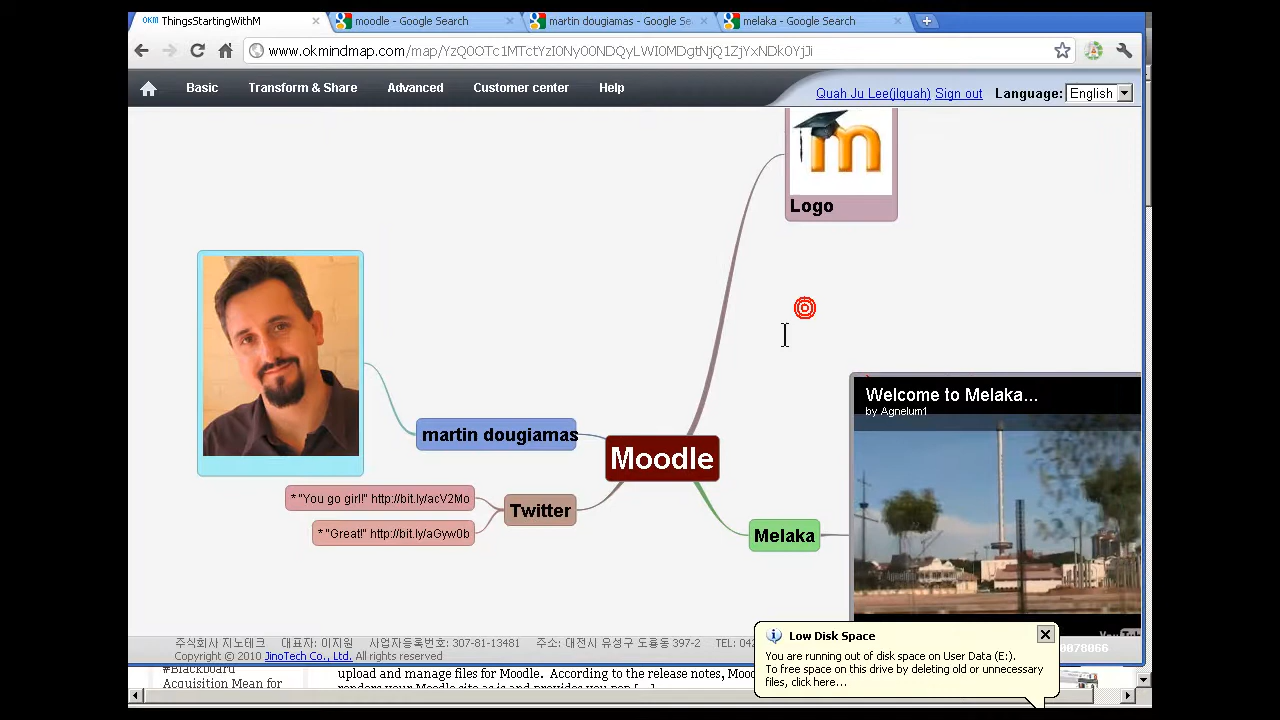 OKM ThingsStartingWithM
moodle - Google Search
martin dougiamas - Google Se
melaka - Google Search
www.okmindmap.com/map/
Basic
Transform & Share
Advanced
Customer center
Help
Quah Ju Lee(jlquah) Sign out
Language: English
m
Logo
martin dougiamas
Moodle
* "You go girl!" http://bit.ly/acV2Mo
* "Great!" http://bit.ly/aGyw0b
Twitter
Melaka
Welcome to Melaka...
by Agnelum1
주식회사 지노테크 대표자: 이지원 사업자등록번호: 307-81-13481 주소: 대전시 유성구 도룡동 397-2 TEL: 042
0078066
Copyright © 2010 JinoTech Co., Ltd. All rights reserved
Low Disk Space
You are running out of disk space on User Data (E:).
To free space on this drive by deleting old or unnecessary
files, click here...
#Blackboard
Acquisition Mean for
upload and manage files for Moodle. According to the release notes, Mooc